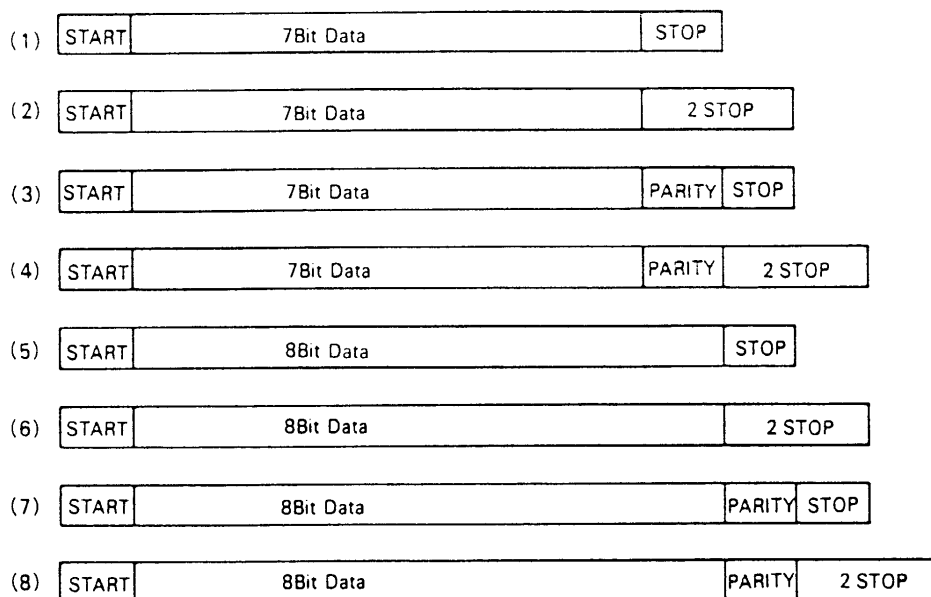 (1) START 7Bit Data STOP
(2) START 7Bit Data 2 STOP
(3) START 7Bit Data PARITY STOP
(4) START 7Bit Data PARITY 2 STOP
(5) START 8Bit Data STOP
(6) START 8Bit Data 2 STOP
(7) START 8Bit Data PARITY STOP
(8) START 8Bit Data PARITY 2 STOP